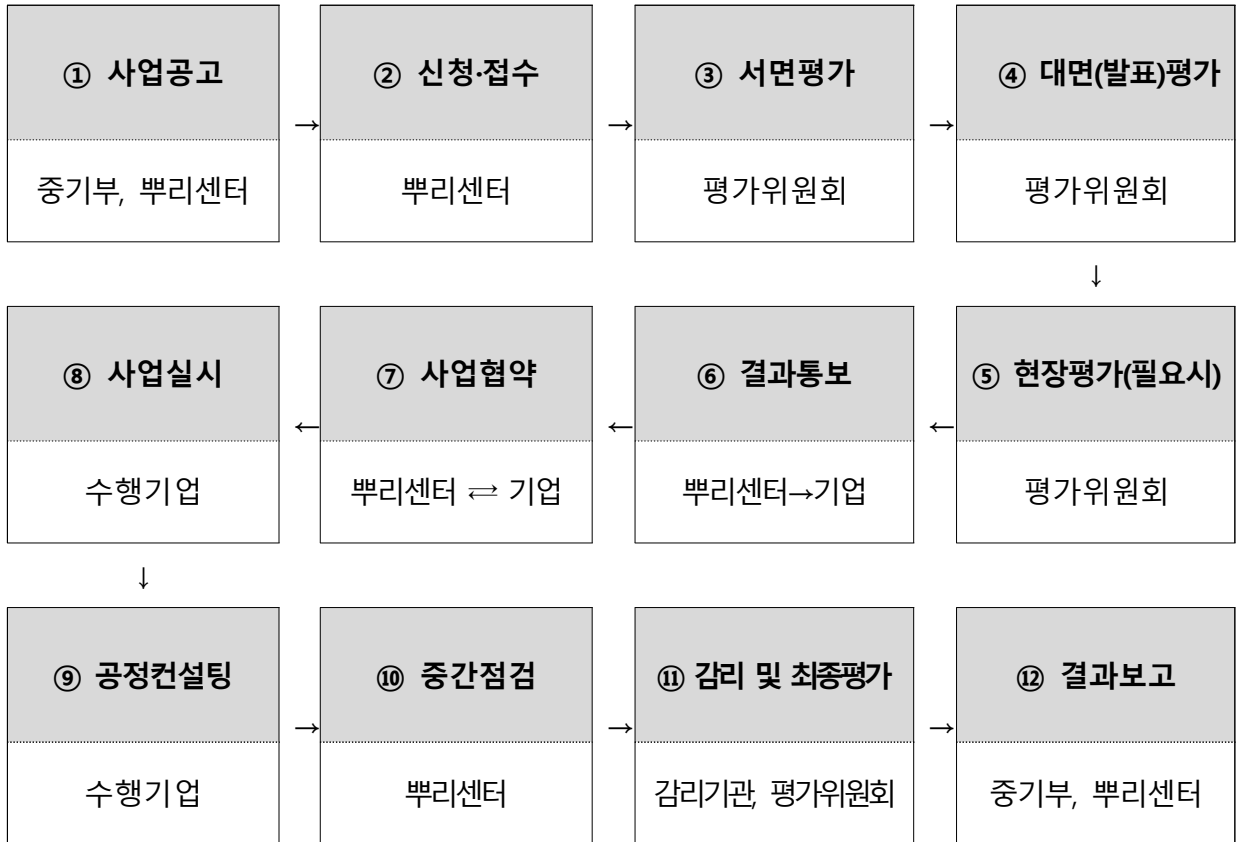 ① 사업공고
중기부, 뿌리센터
→
② 신청·접수
뿌리센터
→
③ 서면평가
평가위원회
→
④ 대면(발표)평가
평가위원회
↓
⑤ 현장평가(필요시)
평가위원회
←
⑥ 결과통보
뿌리센터→기업
←
⑦ 사업협약
뿌리센터 ⇄ 기업
←
⑧ 사업실시
수행기업
↓
⑨ 공정컨설팅
수행기업
→
⑩ 중간점검
뿌리센터
→
⑪ 감리 및 최종평가
감리기관, 평가위원회
→
⑫ 결과보고
중기부, 뿌리센터